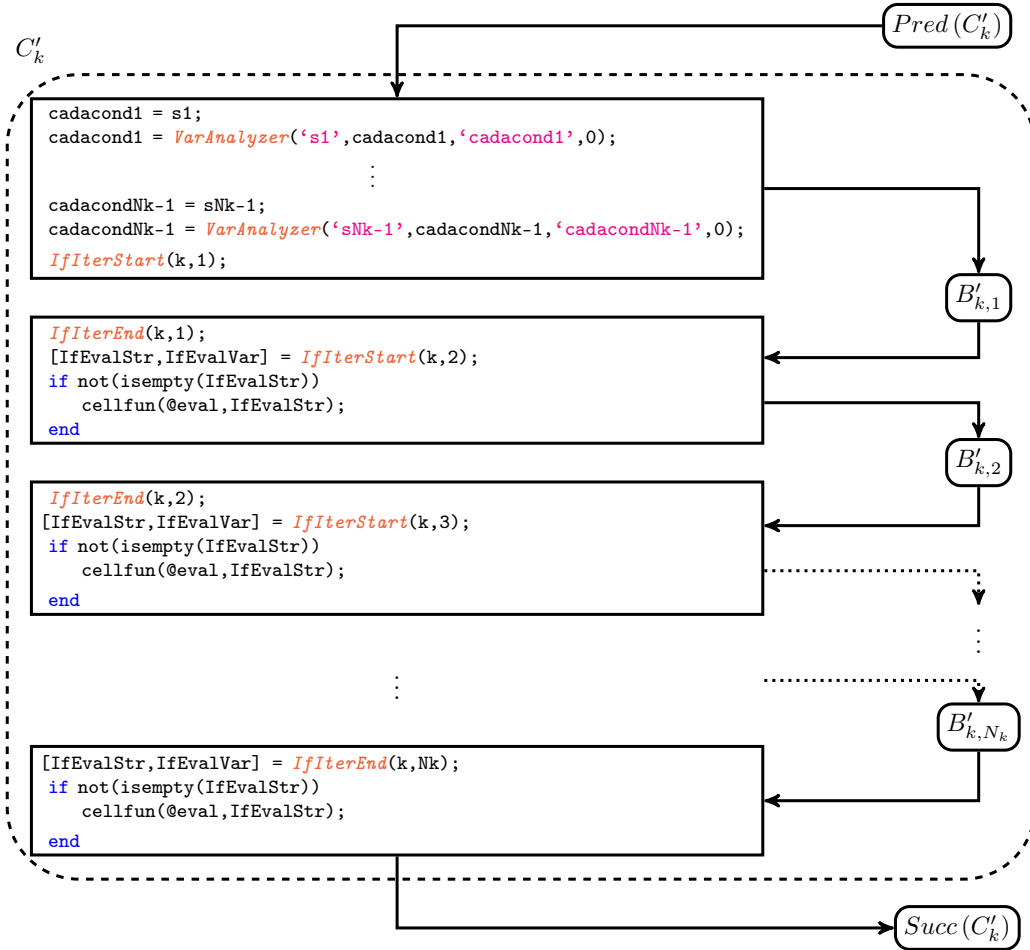 Pred (C′k)
C′k
cadacond1 = s1;
cadacond1 = VarAnalyzer(‘s1’,cadacond1,‘cadacond1’,0);
⋮
cadacondNk-1 = sNk-1;
cadacondNk-1 = VarAnalyzer(‘sNk-1’,cadacondNk-1,‘cadacondNk-1’,0);
IfIterStart(k,1);
B′k,1
IfIterEnd(k,1);
[IfEvalStr,IfEvalVar] = IfIterStart(k,2);
if not(isempty(IfEvalStr))
cellfun(@eval,IfEvalStr);
end
B′k,2
IfIterEnd(k,2);
[IfEvalStr,IfEvalVar] = IfIterStart(k,3);
if not(isempty(IfEvalStr))
cellfun(@eval,IfEvalStr);
end
⋮
⋮
B′k,Nk
[IfEvalStr,IfEvalVar] = IfIterEnd(k,Nk);
if not(isempty(IfEvalStr))
cellfun(@eval,IfEvalStr);
end
Succ (C′k)